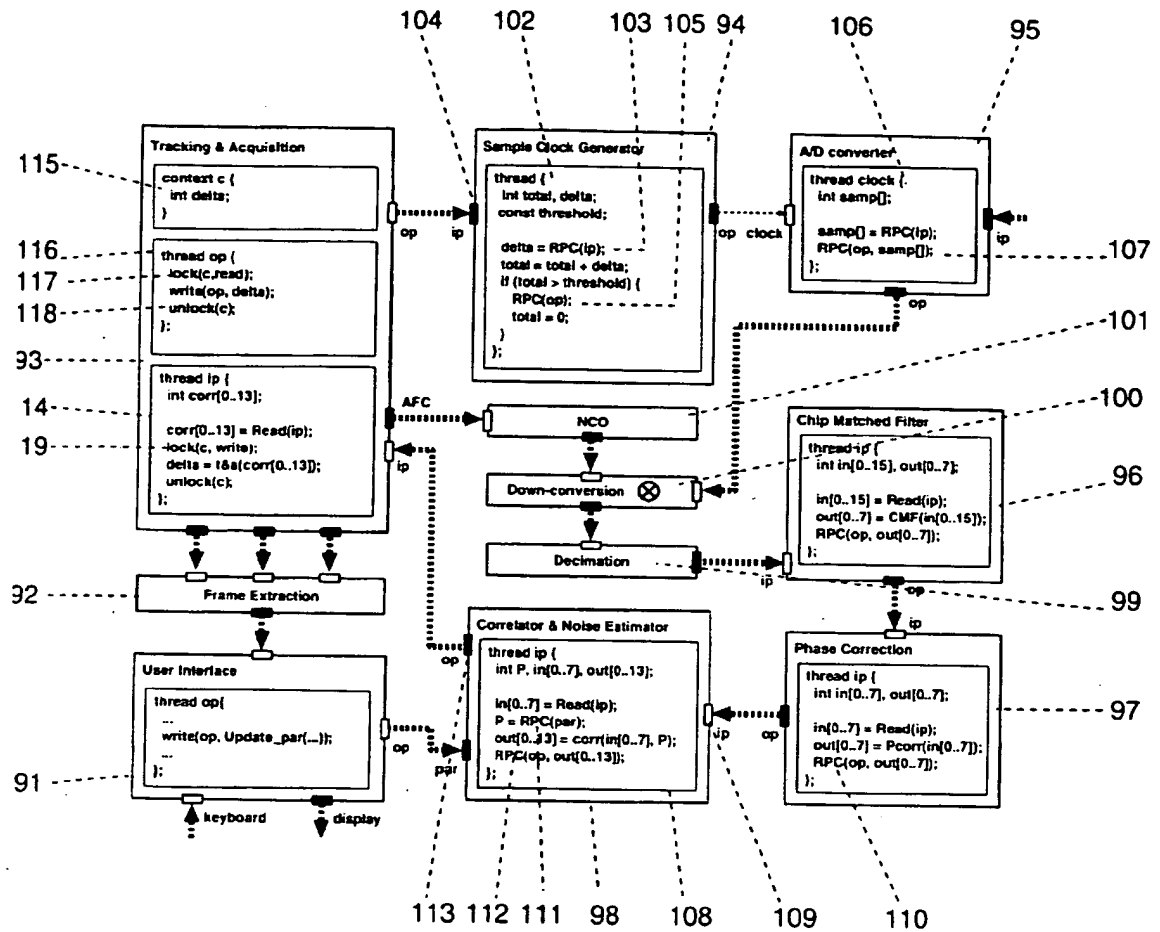 104 102 103 105 94 106 95
115
116
117
118
93
14
19
92
91
Tracking & Acquisition
context c {
int delta;
}
thread op {
lock(c,read);
write(op, delta);
unlock(c);
};
thread ip {
int corr[0..13];
corr[0..13] = Read(ip);
lock(c, write);
delta = t&a(corr[0..13]);
unlock(c);
};
op ip
AFC
ip
Sample Clock Generator
thread {
int total, delta;
const threshold;
delta = RPC(ip);
total = total + delta;
if (total > threshold) {
RPC(op);
total = 0;
}
};
op clock
A/D converter
thread clock {
int samp[];
samp[] = RPC(ip);
RPC(op, samp[]);
};
ip
op
107
101
100
NCO
Down-conversion
Decimation
ip
Chip Matched Filter
thread ip {
int in[0..15], out[0..7];
in[0..15] = Read(ip);
out[0..7] = CMF(in[0..15]);
RPC(op, out[0..7]);
};
op
ip
96
99
Frame Extraction
User Interface
thread op{
...
write(op, Update_par(...));
...
};
op
par
keyboard
display
Correlator & Noise Estimator
thread ip {
int P, in[0..7], out[0..13];
in[0..7] = Read(ip);
P = RPC(par);
out[0..13] = corr(in[0..7], P);
RPC(op, out[0..13]);
};
op
ip op
Phase Correction
thread ip {
int in[0..7], out[0..7];
in[0..7] = Read(ip);
out[0..7] = Pcorr(in[0..7]);
RPC(op, out[0..7]);
};
97
113 112 111 98 108 109 110